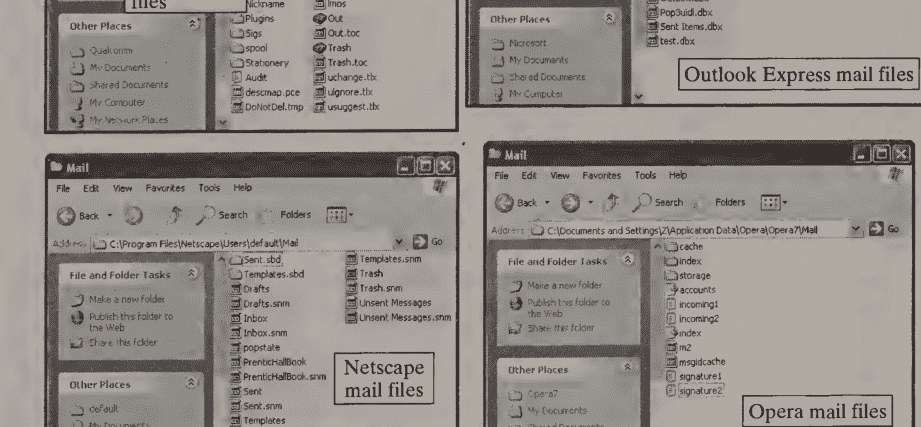 files
Nickname
Plugins
Sigs
spool
Stationery
Audit
descmap.pce
DoNotDel.tmp
lmos
Out
Out.toc
Trash
Trash.toc
uchange.tlx
uignore.tlx
usuggest.tlx
Other Places
Qualcomm
My Documents
Shared Documents
My Computer
My Network Places
Other Places
Microsoft
My Documents
Shared Documents
My Computer
Pop3uidl.dbx
Sent Items.dbx
test.dbx
Outlook Express mail files
Mail
File Edit View Favorites Tools Help
Back Search Folders
Address C:\Program Files\Netscape\Users\default\Mail Go
File and Folder Tasks
Make a new folder
Publish this folder to
the Web
Share this folder
Other Places
default
My Documents
Sent.sbd
Templates.sbd
Drafts
Drafts.snm
Inbox
Inbox.snm
popstate
PrenticHallBook
PrenticHallBook.snm
Sent
Sent.snm
Templates
Templates.snm
Trash
Trash.snm
Unsent Messages
Unsent Messages.snm
Netscape
mail files
Mail
File Edit View Favorites Tools Help
Back Search Folders
Address C:\Documents and Settings\Z\Application Data\Opera\Opera7\Mail Go
File and Folder Tasks
Make a new folder
Publish this folder to
the Web
Share this folder
Other Places
Opera7
My Documents
Shared Documents
cache
index
storage
accounts
incoming1
incoming2
index
m2
msgidcache
signature1
signature2
Opera mail files